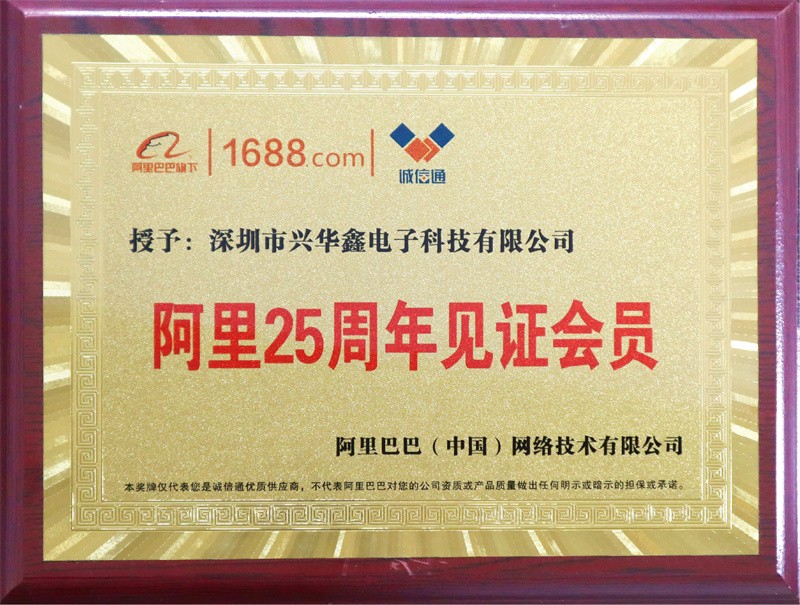 阿里巴巴旗下 1688.com 诚信通
授予：深圳市兴华鑫电子科技有限公司
阿里25周年见证会员
阿里巴巴（中国）网络技术有限公司
本奖牌仅代表您是诚信通优质供应商，不代表阿里巴巴对您的公司资质或产品质量做出任何明示或暗示的担保或承诺。